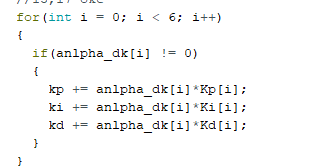 for(int i = 0; i < 6; i++)
{
if(anlpha_dk[i] != 0)
{
kp += anlpha_dk[i]*Kp[i];
ki += anlpha_dk[i]*Ki[i];
kd += anlpha_dk[i]*Kd[i];
}
}